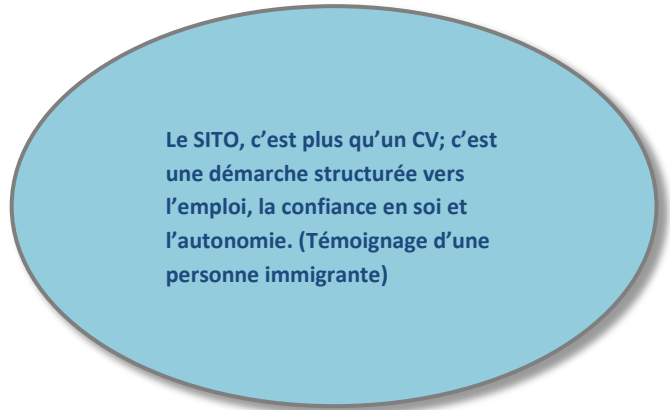 Le SITO, c’est plus qu’un CV; c’est
une démarche structurée vers
l’emploi, la confiance en soi et
l’autonomie. (Témoignage d’une
personne immigrante)